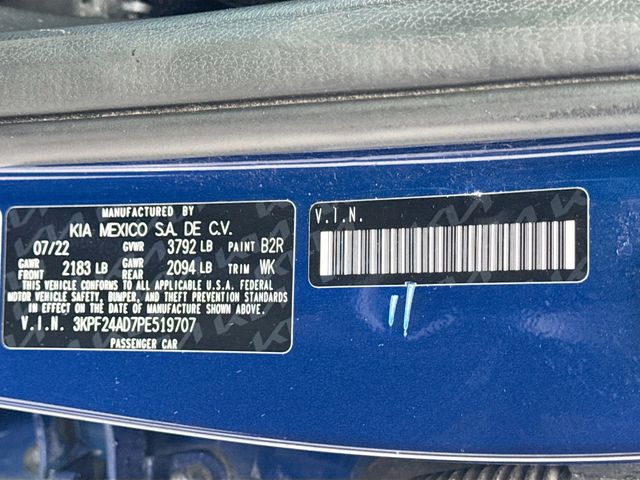 MANUFACTURED BY
KIA MEXICO S.A. DE C.V.
07/22 GVWR 3792 LB PAINT B2R
GAWR FRONT 2183 LB GAWR REAR 2094 LB TRIM WK
THIS VEHICLE CONFORMS TO ALL APPLICABLE U.S.A. FEDERAL
MOTOR VEHICLE SAFETY, BUMPER, AND THEFT PREVENTION STANDARDS
IN EFFECT ON THE DATE OF MANUFACTURE SHOWN ABOVE.
V.I.N. 3KPF24AD7PE519707
PASSENGER CAR
V.I.N.